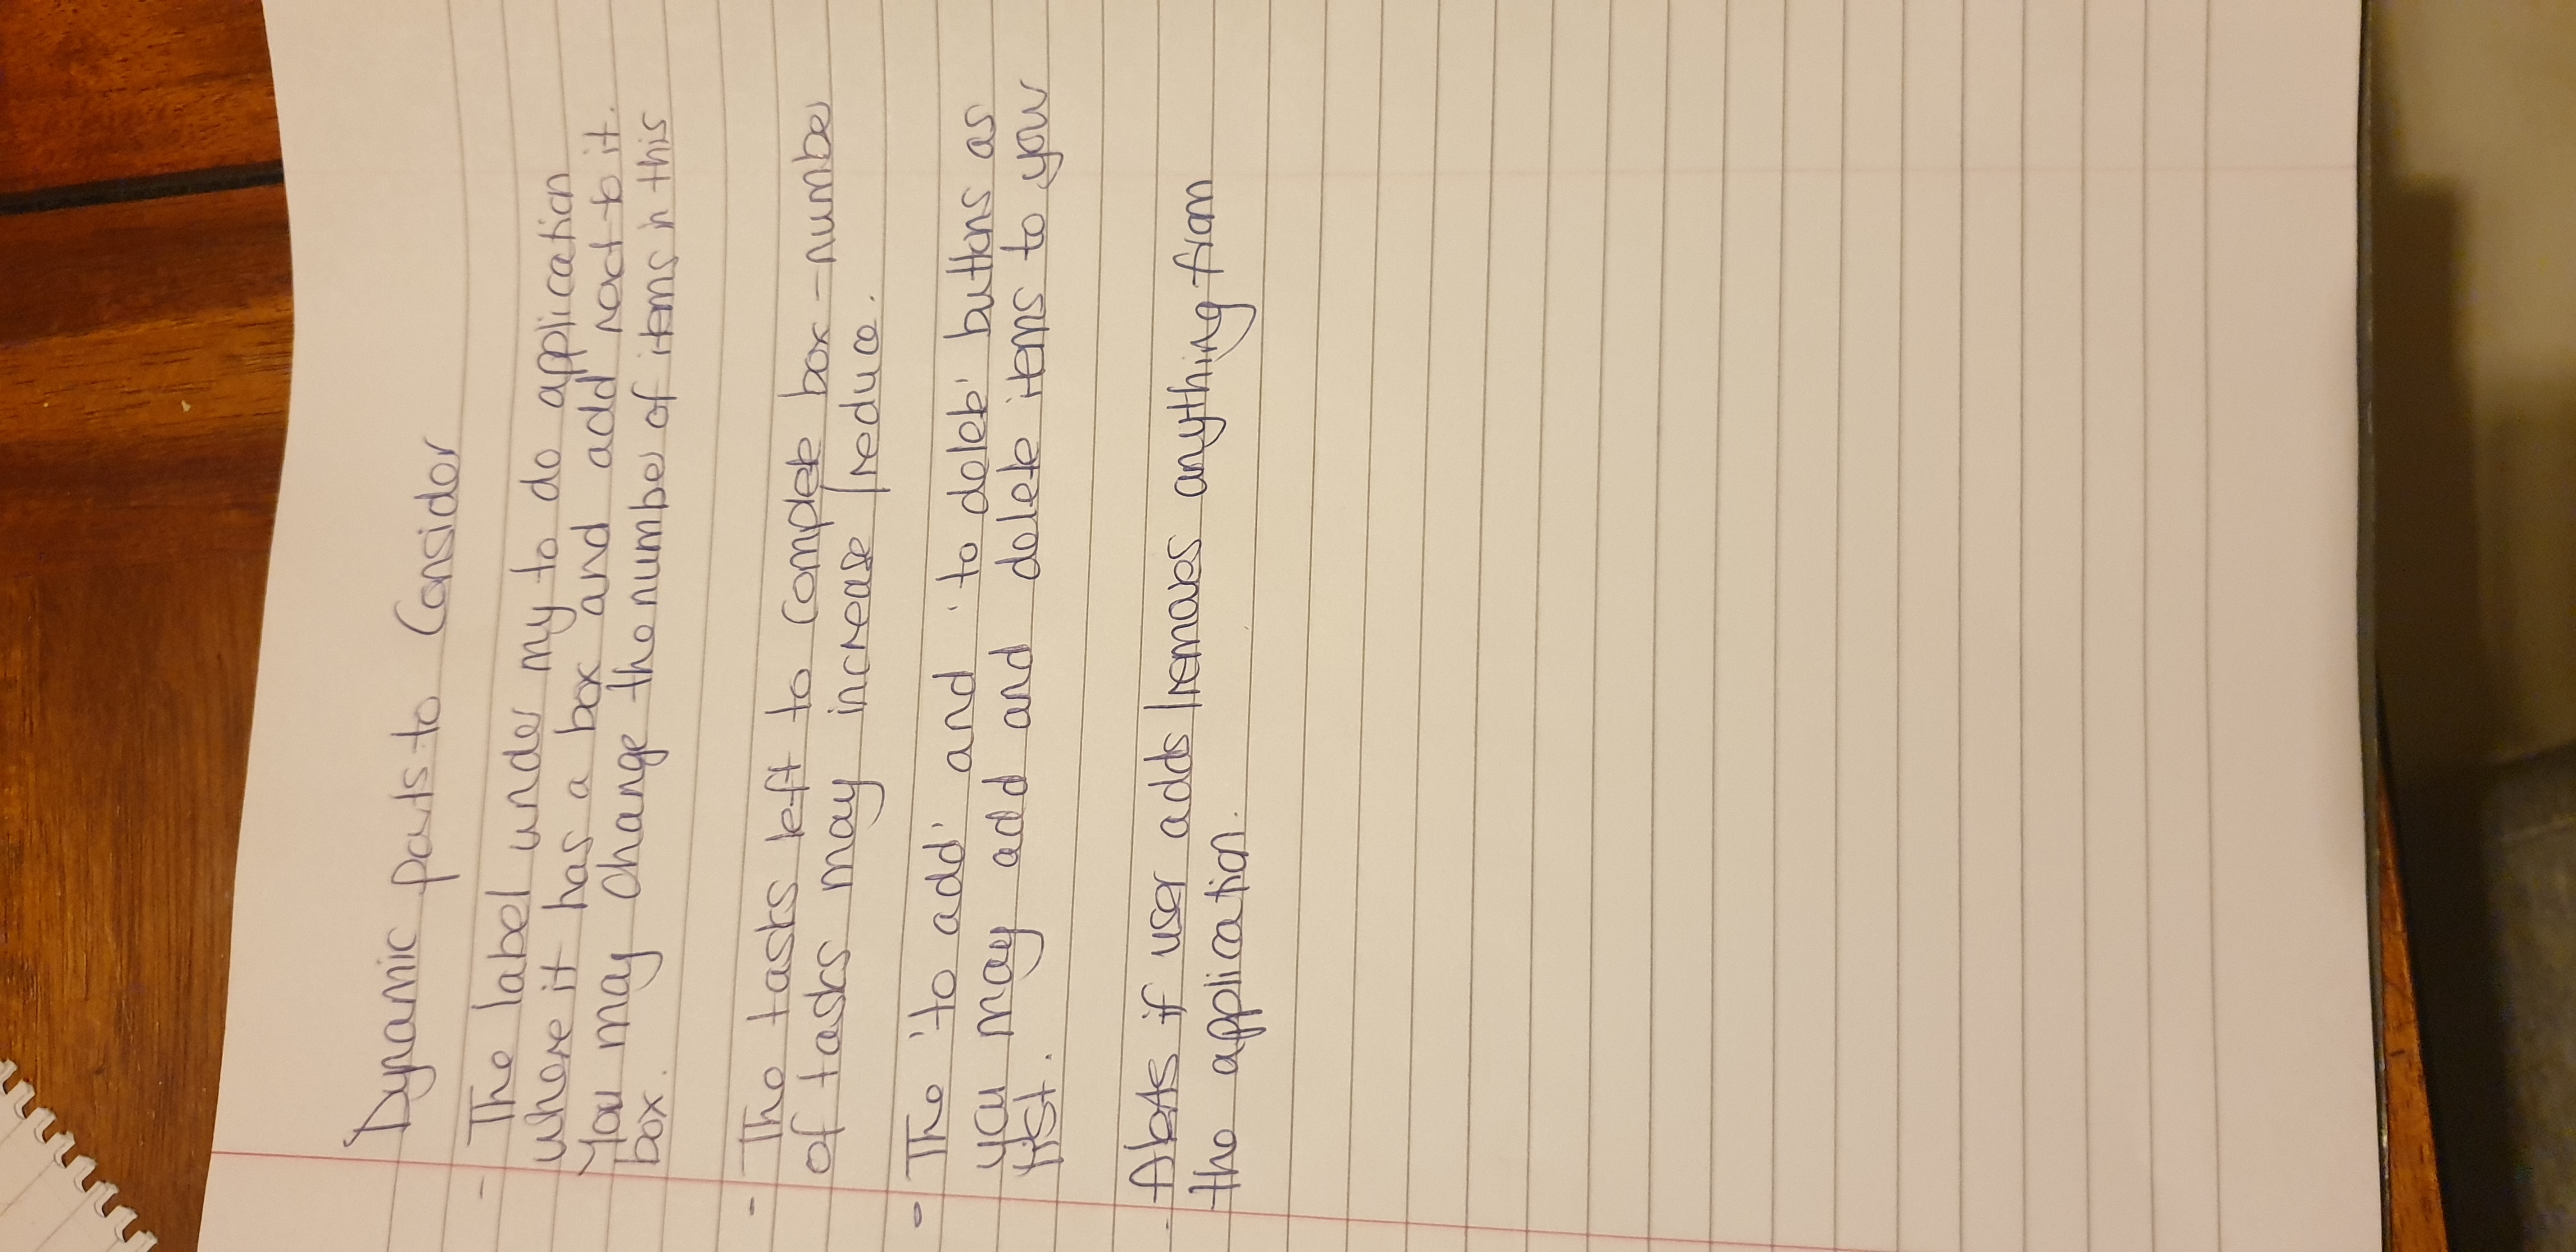 Dynamic parts to Consider
- The label under my to do application
where it has a box and add next to it.
You may change the number of items in this
box.
- The tasks left to complete box - number
of tasks may increase/reduce.
- The 'to add' and 'to delete' buttons as
you may add and delete items to your
list.
. Alerts if user adds/removes anything from
the application.